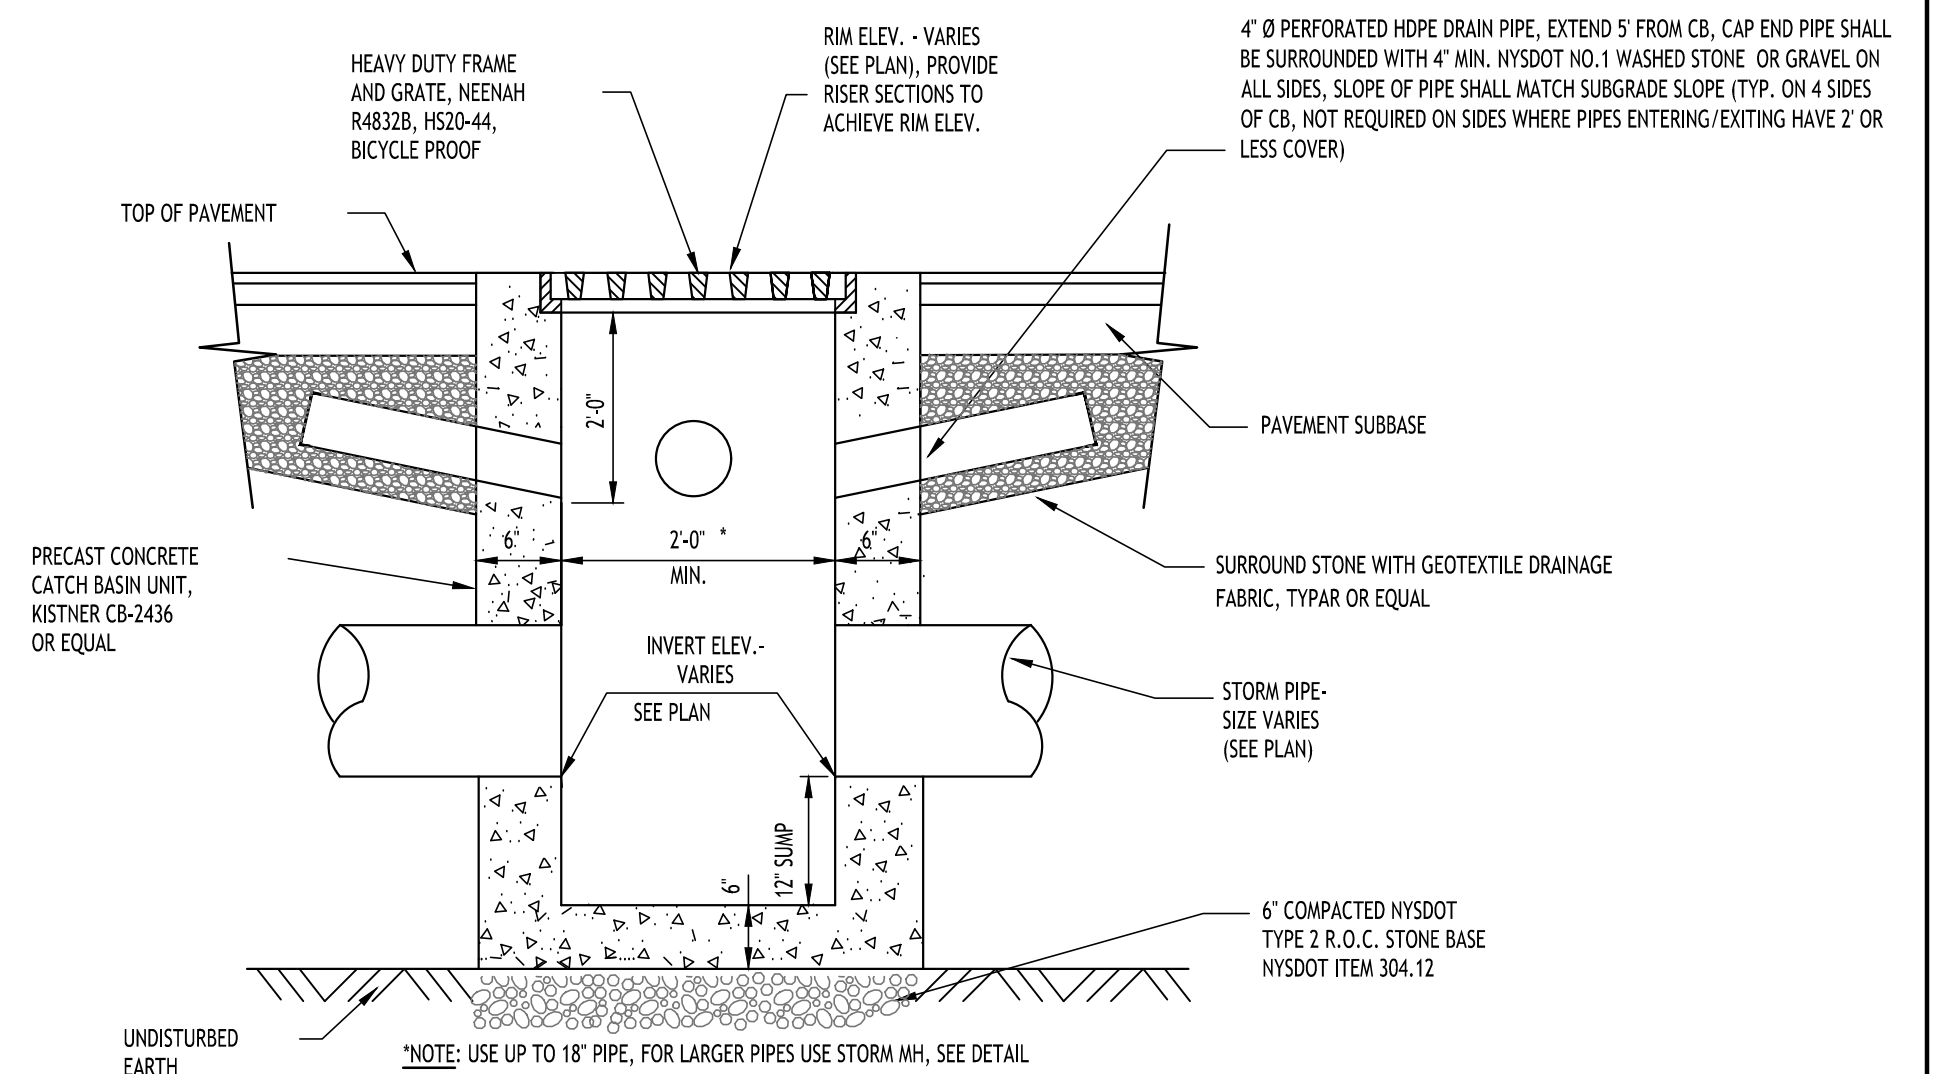 HEAVY DUTY FRAME
AND GRATE, NEENAH
R4832B, HS20-44,
BICYCLE PROOF
RIM ELEV. - VARIES
(SEE PLAN), PROVIDE
RISER SECTIONS TO
ACHIEVE RIM ELEV.
4" Ø PERFORATED HDPE DRAIN PIPE, EXTEND 5' FROM CB, CAP END PIPE SHALL
BE SURROUNDED WITH 4" MIN. NYSDOT NO.1 WASHED STONE OR GRAVEL ON
ALL SIDES, SLOPE OF PIPE SHALL MATCH SUBGRADE SLOPE (TYP. ON 4 SIDES
OF CB, NOT REQUIRED ON SIDES WHERE PIPES ENTERING/EXITING HAVE 2' OR
LESS COVER)
TOP OF PAVEMENT
2'-0"
PAVEMENT SUBBASE
6"
2'-0" *
MIN.
6"
PRECAST CONCRETE
CATCH BASIN UNIT,
KISTNER CB-2436
OR EQUAL
SURROUND STONE WITH GEOTEXTILE DRAINAGE
FABRIC, TYPAR OR EQUAL
INVERT ELEV.-
VARIES
SEE PLAN
STORM PIPE-
SIZE VARIES
(SEE PLAN)
12" SUMP
6"
6" COMPACTED NYSDOT
TYPE 2 R.O.C. STONE BASE
NYSDOT ITEM 304.12
UNDISTURBED
EARTH
*NOTE: USE UP TO 18" PIPE, FOR LARGER PIPES USE STORM MH, SEE DETAIL